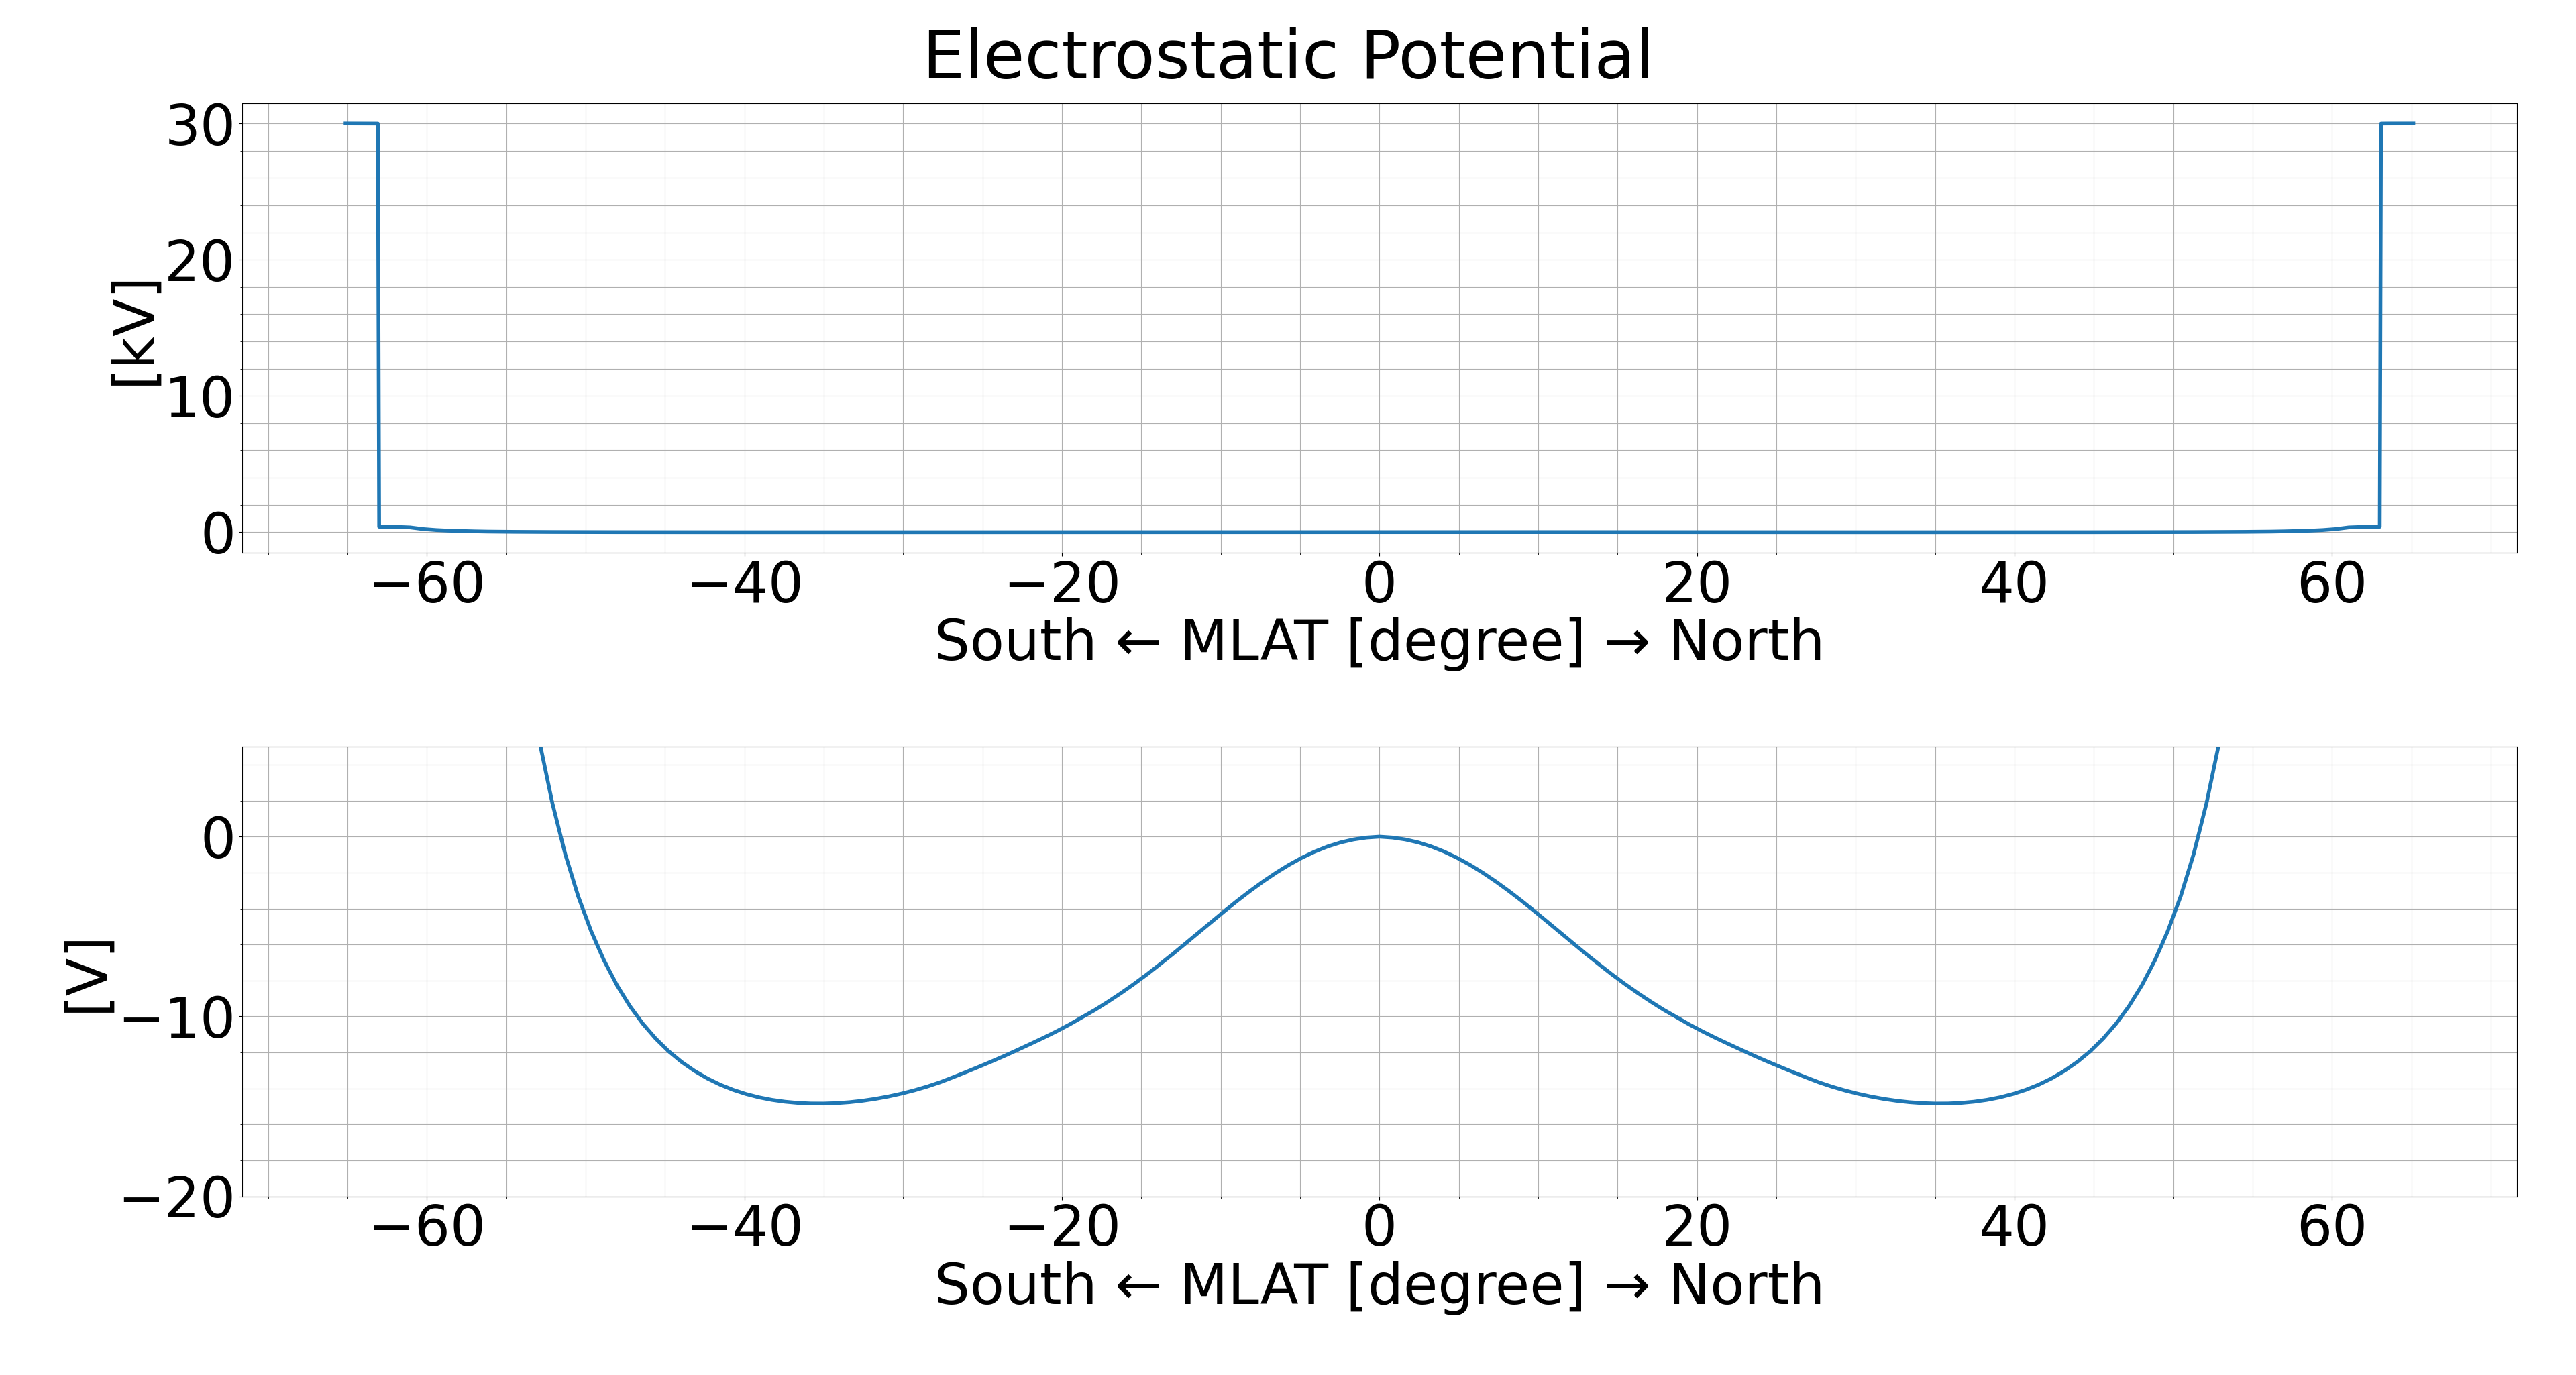 Electrostatic Potential
30
20
10
0
[kV]
−60 −40 −20 0 20 40 60
South ← MLAT [degree] → North
0
−10
−20
[V]
−60 −40 −20 0 20 40 60
South ← MLAT [degree] → North